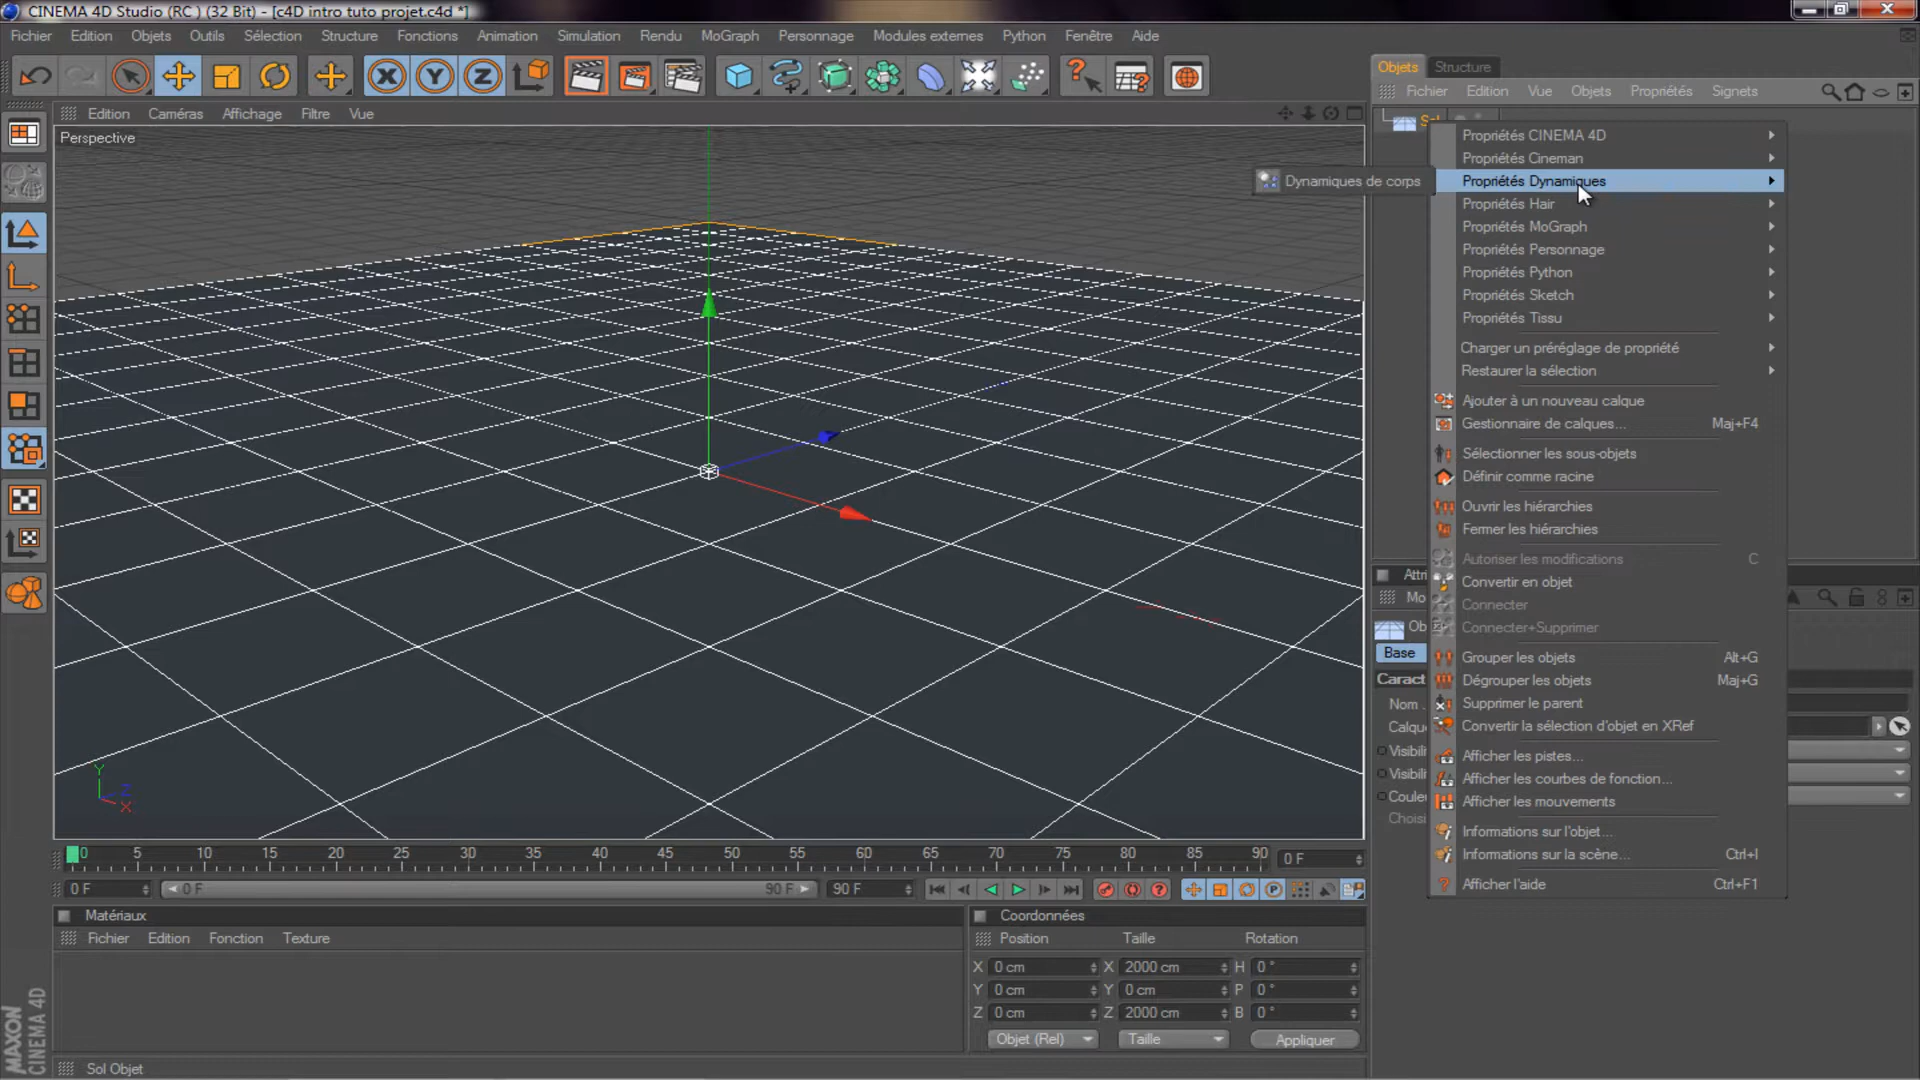 CINEMA 4D Studio (RC ) (32 Bit) - [c4D intro tuto projet.c4d *]
Fichier Edition Objets Outils Sélection Structure Fonctions Animation Simulation Rendu MoGraph Personnage Modules externes Python Fenêtre Aide
Objets Structure
Fichier Edition Vue Objets Propriétés Signets
Edition Caméras Affichage Filtre Vue
Perspective
Propriétés CINEMA 4D
Propriétés Cineman
Dynamiques de corps
Propriétés Dynamiques
Propriétés Hair
Propriétés MoGraph
Propriétés Personnage
Propriétés Python
Propriétés Sketch
Propriétés Tissu
Charger un préréglage de propriété
Restaurer la sélection
Ajouter à un nouveau calque
Gestionnaire de calques... Maj+F4
Sélectionner les sous-objets
Définir comme racine
Ouvrir les hiérarchies
Fermer les hiérarchies
Autoriser les modifications C
Convertir en objet
Connecter
Connecter+Supprimer
Grouper les objets Alt+G
Dégrouper les objets Maj+G
Supprimer le parent
Convertir la sélection d'objet en XRef
Afficher les pistes...
Afficher les courbes de fonction...
Afficher les mouvements
Informations sur l'objet...
Informations sur la scène... Ctrl+I
Afficher l'aide Ctrl+F1
Attri
Mo
Ob
Base
Caract
Nom .
Calqu
Visibili
Visibili
Couleu
Choisi
Y Z X
0 5 10 15 20 25 30 35 40 45 50 55 60 65 70 75 80 85 90 0 F
0 F 0 F 90 F 90 F
Matériaux
Fichier Edition Fonction Texture
Coordonnées
Position Taille Rotation
X 0 cm X 2000 cm H 0 °
Y 0 cm Y 0 cm P 0 °
Z 0 cm Z 2000 cm B 0 °
Objet (Rel) Taille Appliquer
MAXON
CINEMA 4D
Sol Objet